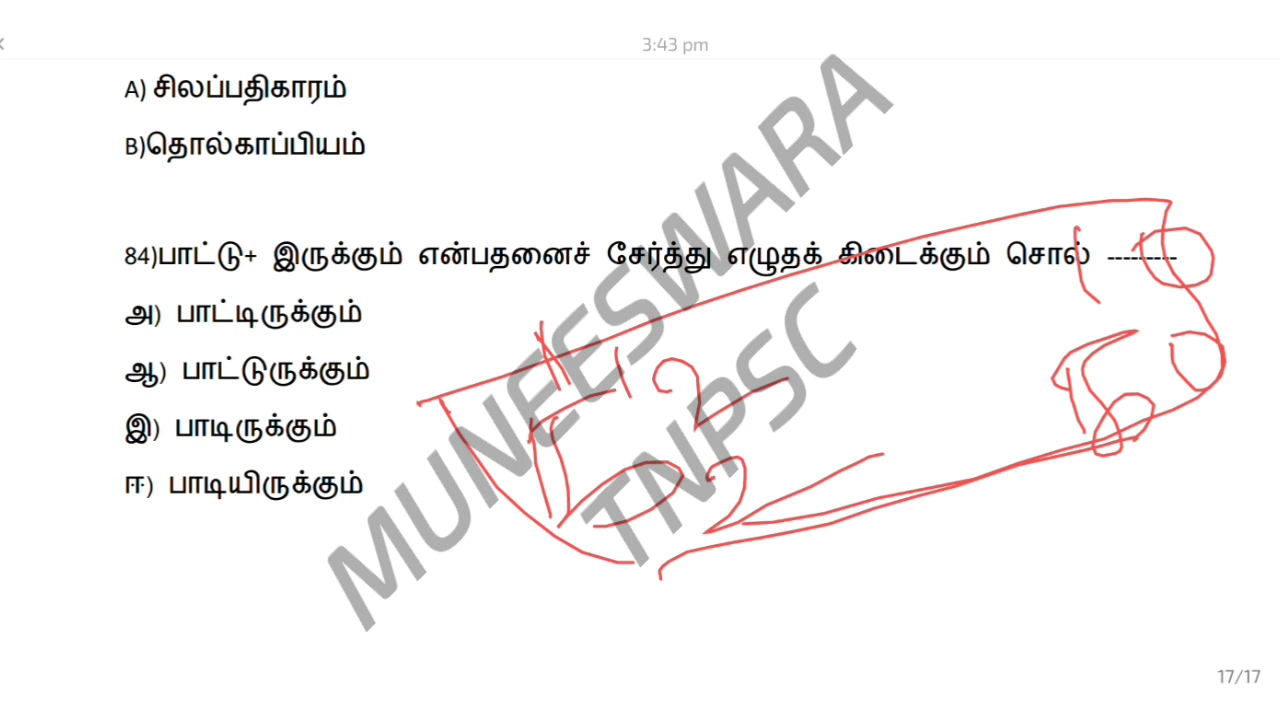 3:43 pm
A) சிலப்பதிகாரம்
B)தொல்காப்பியம்
84)பாட்டு+ இருக்கும் என்பதனைச் சேர்த்து எழுதக் கிடைக்கும் சொல் ---------
அ) பாட்டிருக்கும்
ஆ) பாட்டுருக்கும்
இ) பாடிருக்கும்
ஈ) பாடியிருக்கும்
MUNEESWARA
TNPSC
17/17